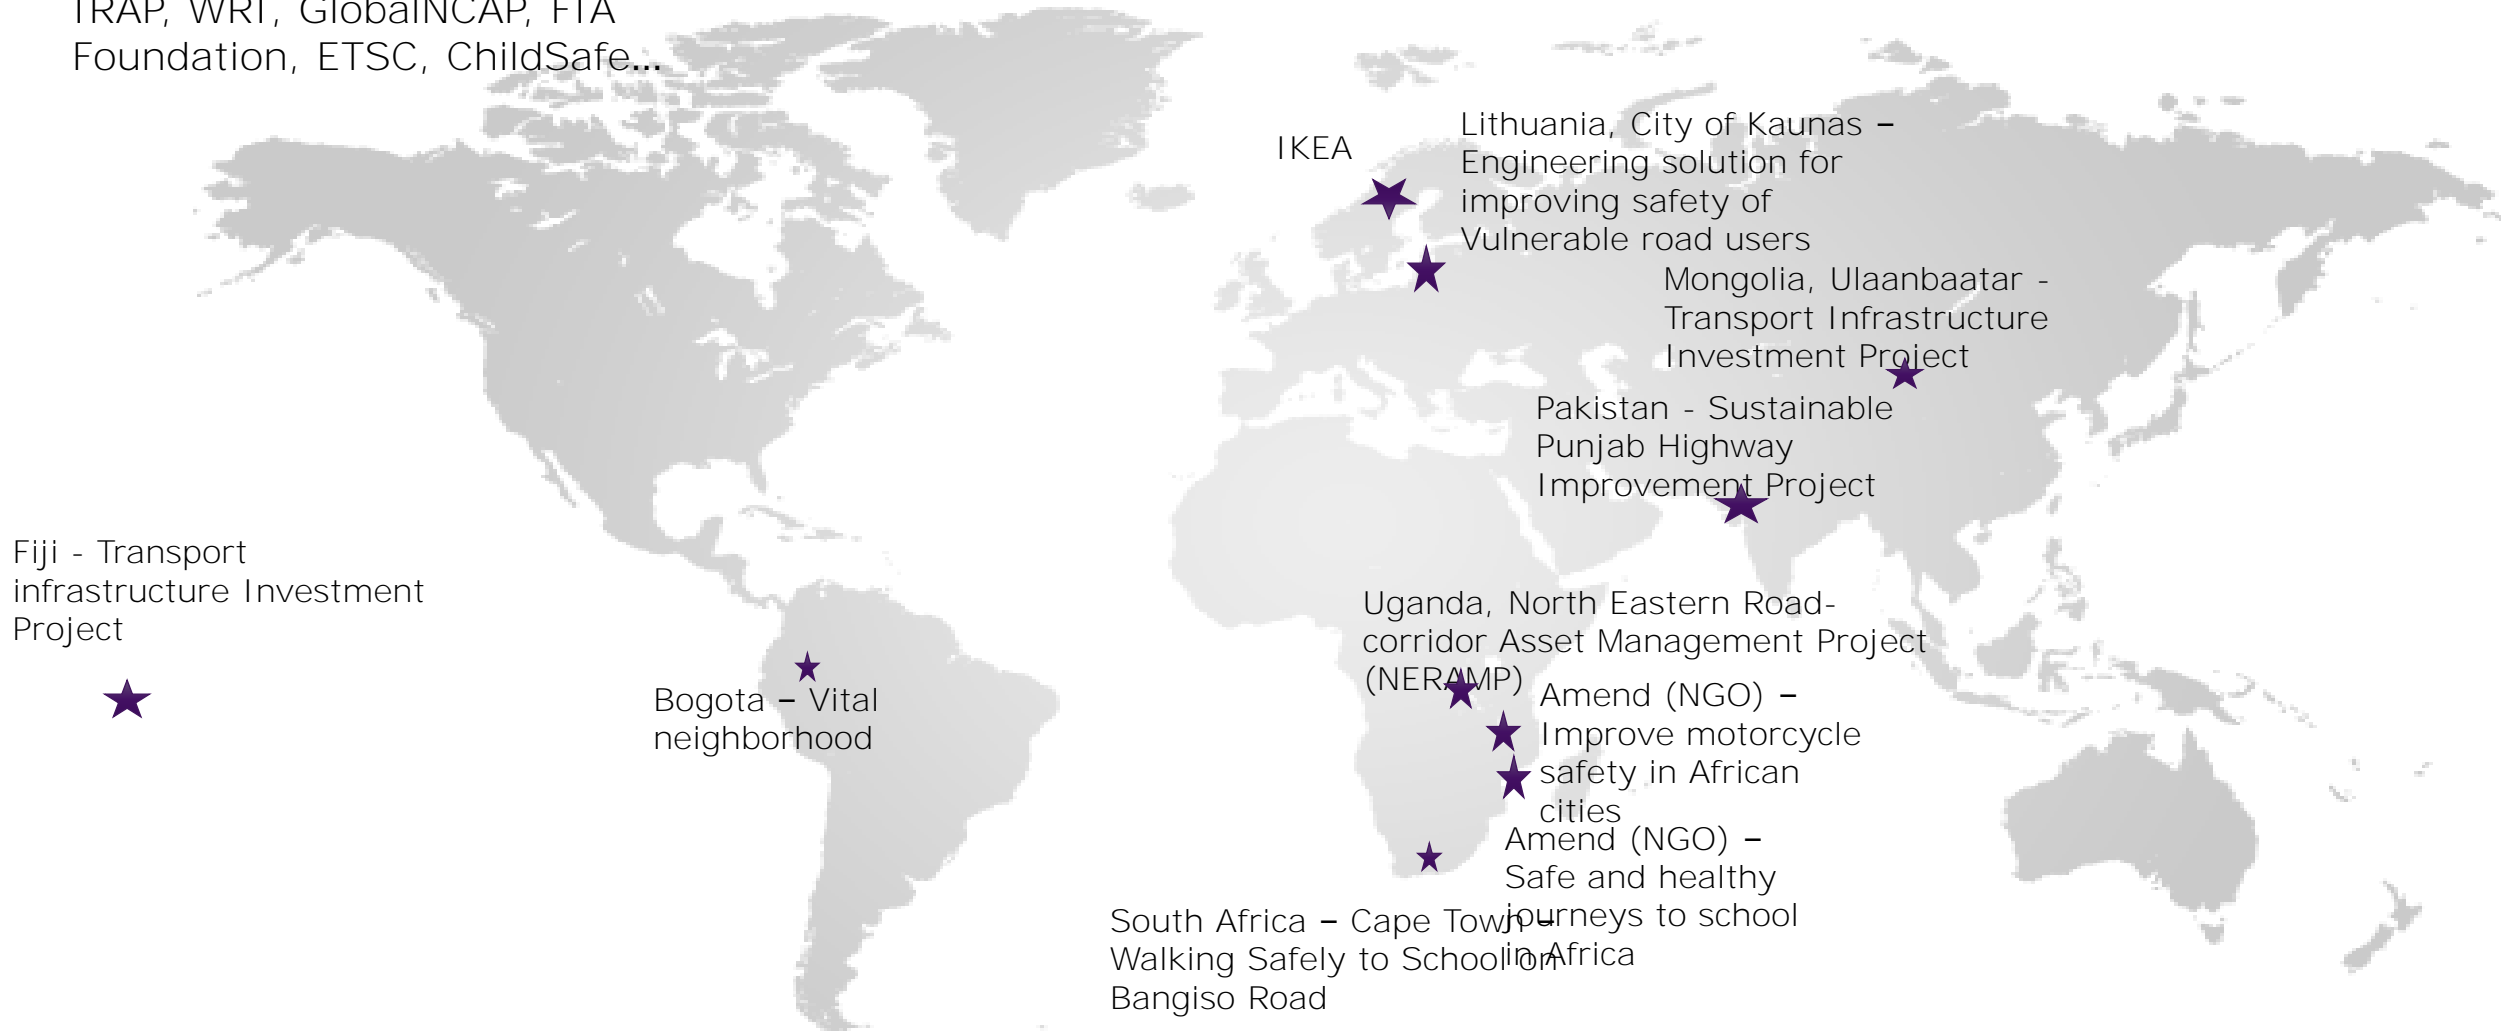 IRAP, WRI, GlobalNCAP, FIA
Foundation, ETSC, ChildSafe...
IKEA
Lithuania, City of Kaunas –
Engineering solution for
improving safety of
Vulnerable road users
Mongolia, Ulaanbaatar -
Transport Infrastructure
Investment Project
Pakistan - Sustainable
Punjab Highway
Improvement Project
Fiji - Transport
infrastructure Investment
Project
Bogota – Vital
neighborhood
Uganda, North Eastern Road-
corridor Asset Management Project
(NERAMP)
Amend (NGO) –
Improve motorcycle
safety in African
cities
Amend (NGO) –
Safe and healthy
journeys to school
in Africa
South Africa – Cape Town –
Walking Safely to School on
Bangiso Road